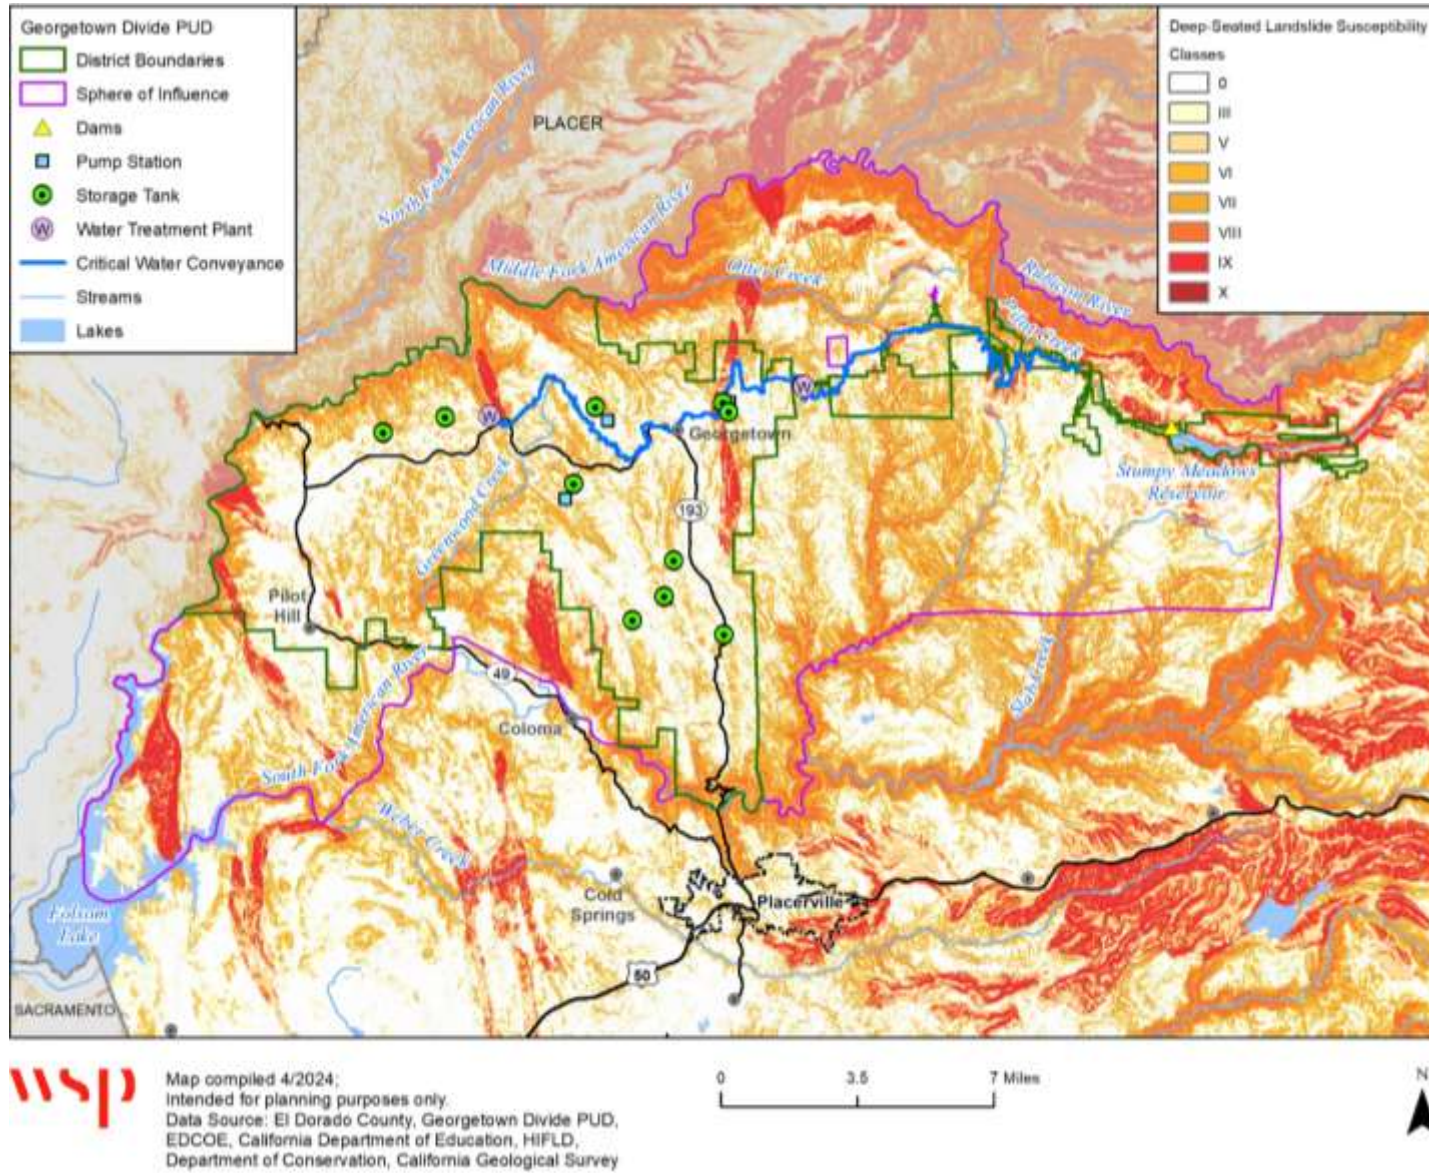 Georgetown Divide PUD
District Boundaries
Sphere of Influence
Dams
Pump Station
Storage Tank
W
Water Treatment Plant
Critical Water Conveyance
Streams
Lakes
Deep-Seated Landslide Susceptibility
Classes
0
III
V
VI
VII
VIII
IX
X
PLACER
North Fork American River
Middle Fork American River
Otter Creek
Rubicon River
Pilot Creek
W
W
Georgetown
Stumpy Meadows
Reservoir
Greenwood Creek
193
Pilot
Hill
49
Coloma
South Fork American River
Slab Creek
Weber Creek
Cold
Springs
Placerville
Folsom
Lake
50
SACRAMENTO
wsp
Map compiled 4/2024;
Intended for planning purposes only.
Data Source: El Dorado County, Georgetown Divide PUD,
EDCOE, California Department of Education, HIFLD,
Department of Conservation, California Geological Survey
0 3.5 7 Miles
N